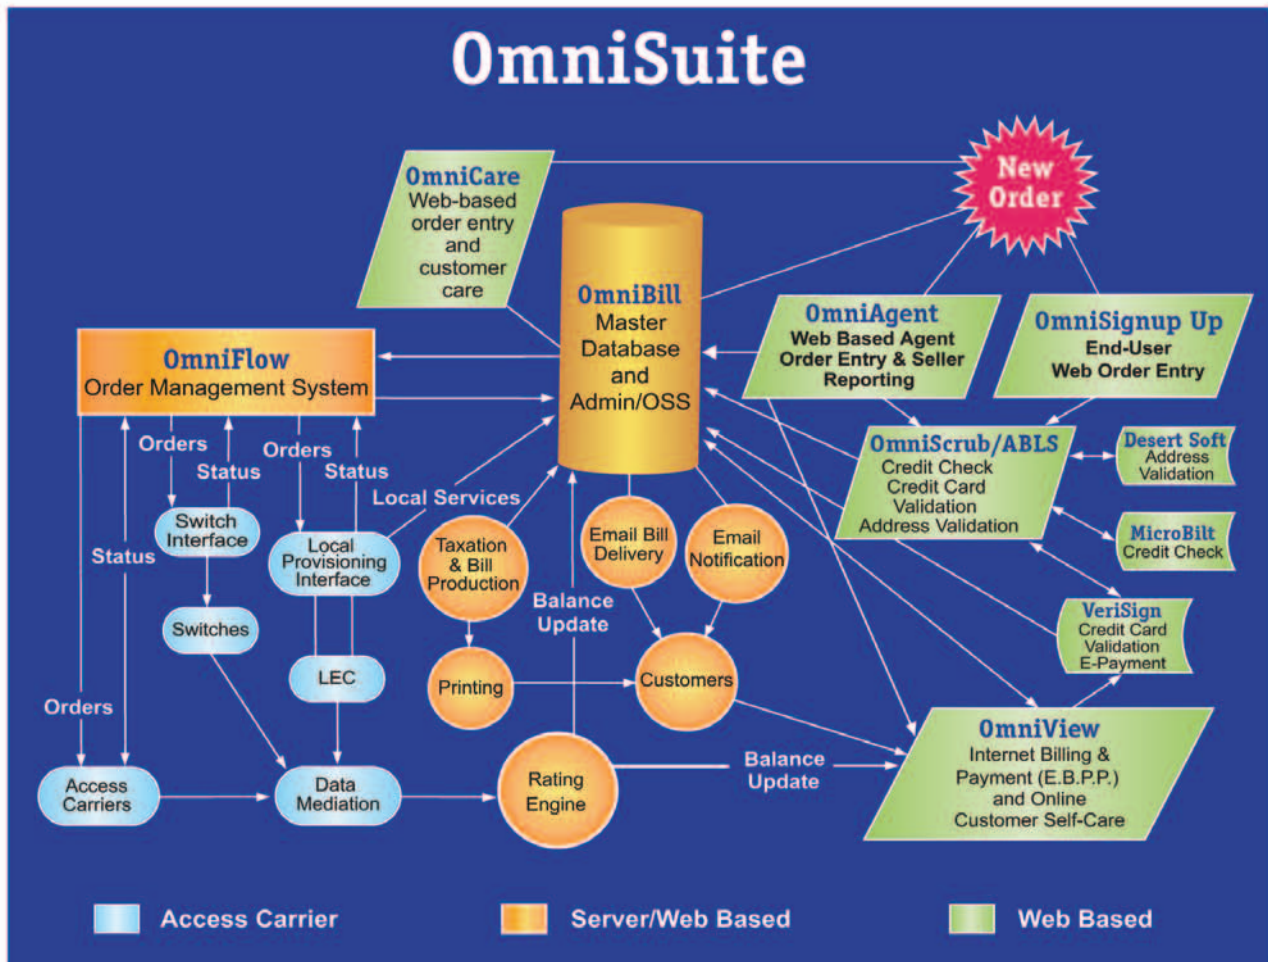 OmniSuite
New
Order
OmniCare
Web-based
order entry
and
customer
care
OmniBill
Master
Database
and
Admin/OSS
OmniAgent
Web Based Agent
Order Entry & Seller
Reporting
OmniSignup Up
End-User
Web Order Entry
OmniFlow
Order Management System
Orders
Status
Orders
Status
Local Services
Status
Orders
Switch
Interface
Local
Provisioning
Interface
Switches
LEC
Access
Carriers
Data
Mediation
Taxation
& Bill
Production
Email Bill
Delivery
Email
Notification
Balance
Update
Printing
Customers
Rating
Engine
Balance
Update
OmniScrub/ABLS
Credit Check
Credit Card
Validation
Address Validation
Desert Soft
Address
Validation
MicroBilt
Credit Check
VeriSign
Credit Card
Validation
E-Payment
OmniView
Internet Billing &
Payment (E.B.P.P.)
and Online
Customer Self-Care
Access Carrier
Server/Web Based
Web Based